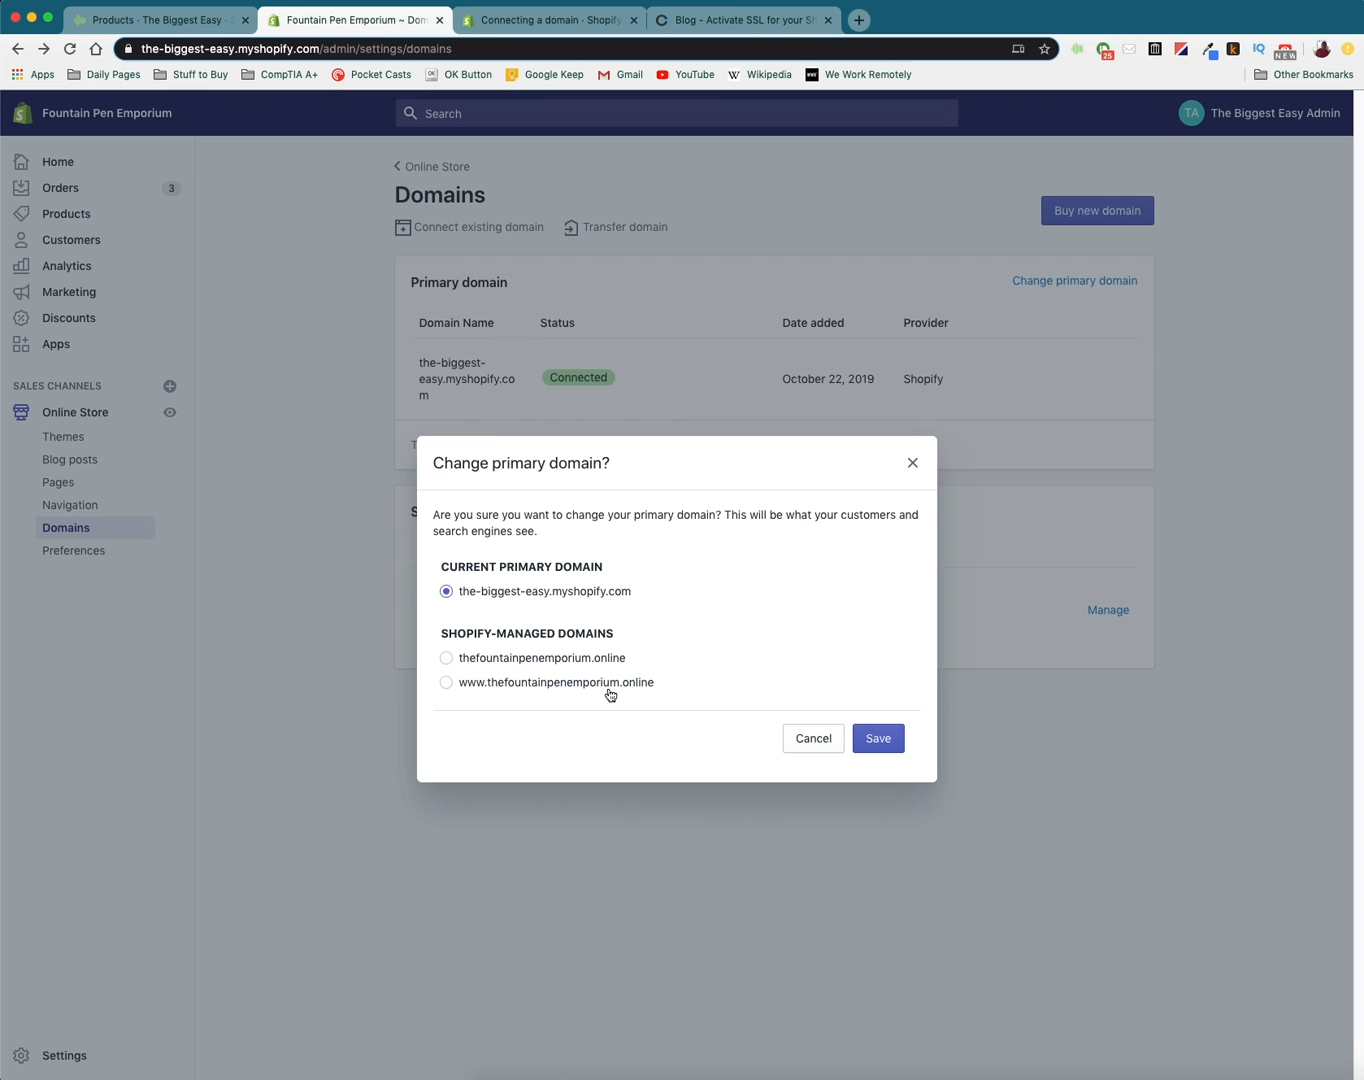 Products · The Biggest Easy · S
Fountain Pen Emporium ~ Dom
Connecting a domain · Shopify
Blog - Activate SSL for your Sh
the-biggest-easy.myshopify.com/admin/settings/domains
25
IQ
NEW
Apps
Daily Pages
Stuff to Buy
CompTIA A+
Pocket Casts
OK
OK Button
Google Keep
Gmail
YouTube
Wikipedia
We Work Remotely
Other Bookmarks
Fountain Pen Emporium
Search
TA
The Biggest Easy Admin
Home
Orders
3
Products
Customers
Analytics
Marketing
Discounts
Apps
SALES CHANNELS
Online Store
Themes
Blog posts
Pages
Navigation
Domains
Preferences
Settings
Online Store
Domains
Connect existing domain
Transfer domain
Buy new domain
Primary domain
Change primary domain
Domain Name
Status
Date added
Provider
the-biggest-
easy.myshopify.co
m
Connected
October 22, 2019
Shopify
T
S
Manage
Change primary domain?
Are you sure you want to change your primary domain? This will be what your customers and
search engines see.
CURRENT PRIMARY DOMAIN
the-biggest-easy.myshopify.com
SHOPIFY-MANAGED DOMAINS
thefountainpenemporium.online
www.thefountainpenemporium.online
Cancel
Save